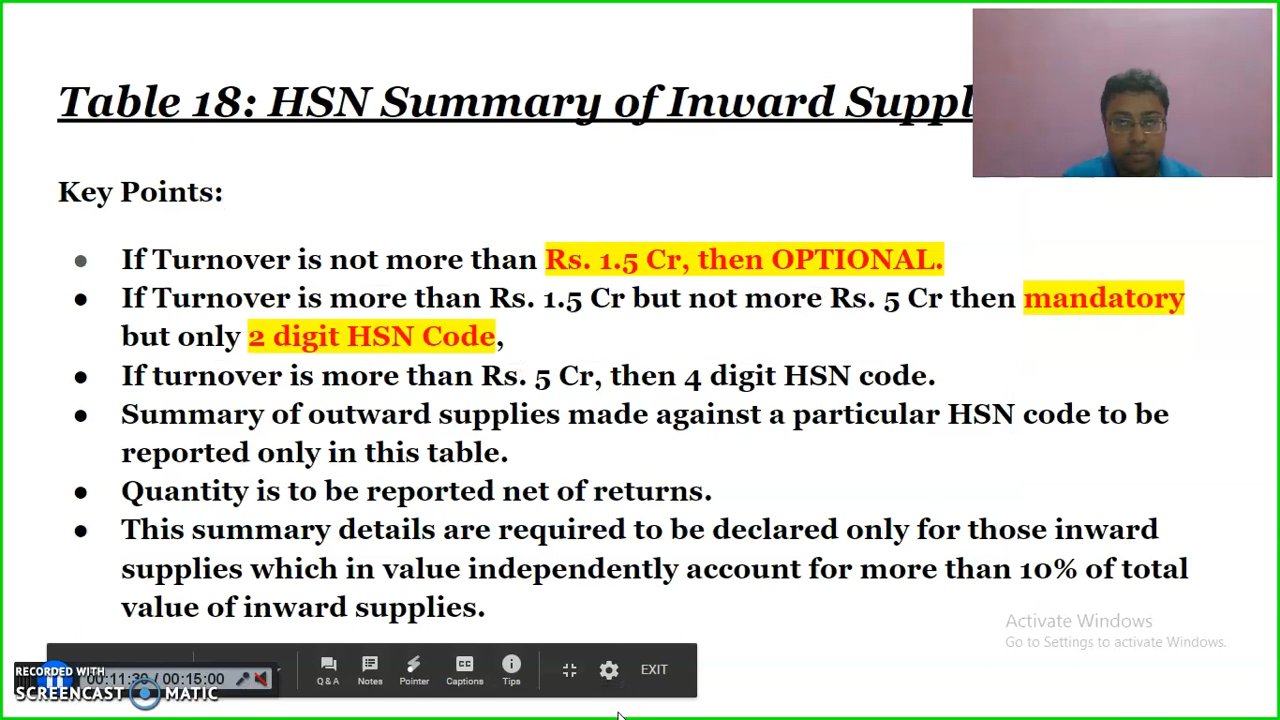 Table 18: HSN Summary of Inward Suppl
Key Points:
● If Turnover is not more than Rs. 1.5 Cr, then OPTIONAL.
● If Turnover is more than Rs. 1.5 Cr but not more Rs. 5 Cr then mandatory
but only 2 digit HSN Code,
● If turnover is more than Rs. 5 Cr, then 4 digit HSN code.
● Summary of outward supplies made against a particular HSN code to be
reported only in this table.
● Quantity is to be reported net of returns.
● This summary details are required to be declared only for those inward
supplies which in value independently account for more than 10% of total
value of inward supplies.
Activate Windows
Go to Settings to activate Windows.
Q & A Notes Pointer Captions Tips EXIT
RECORDED WITH
/ 00:15:00
SCREENCAST MATIC